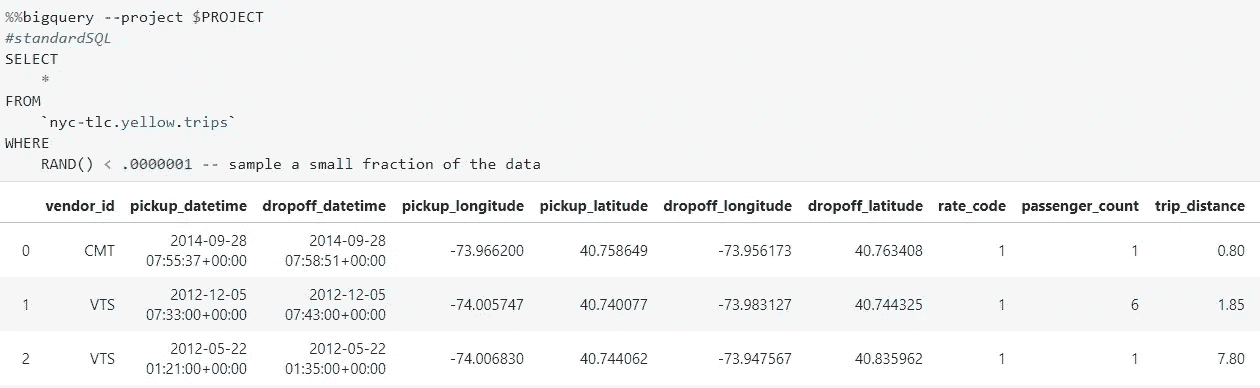 %%bigquery --project $PROJECT
#standardSQL
SELECT
*
FROM
`nyc-tlc.yellow.trips`
WHERE
RAND() < .0000001 -- sample a small fraction of the data
vendor_id pickup_datetime dropoff_datetime pickup_longitude pickup_latitude dropoff_longitude dropoff_latitude rate_code passenger_count trip_distance
0 CMT 2014-09-28 07:55:37+00:00 2014-09-28 07:58:51+00:00 -73.966200 40.758649 -73.956173 40.763408 1 1 0.80
1 VTS 2012-12-05 07:33:00+00:00 2012-12-05 07:43:00+00:00 -74.005747 40.740077 -73.983127 40.744325 1 6 1.85
2 VTS 2012-05-22 01:21:00+00:00 2012-05-22 01:35:00+00:00 -74.006830 40.744062 -73.947567 40.835962 1 1 7.80